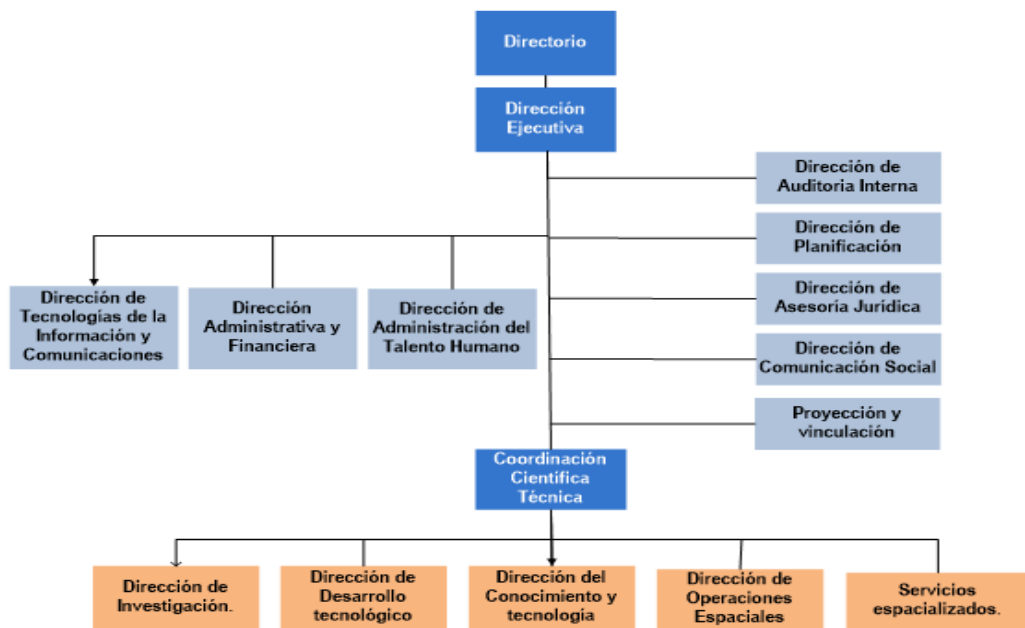 Directorio
Dirección
Ejecutiva
Dirección de
Auditoria Interna
Dirección de
Planificación
Dirección de
Asesoría Jurídica
Dirección de
Comunicación Social
Proyección y
vinculación
Dirección de
Tecnologías de la
Información y
Comunicaciones
Dirección
Administrativa y
Financiera
Dirección de
Administración del
Talento Humano
Coordinación
Científica
Técnica
Dirección de
Investigación.
Dirección de
Desarrollo
tecnológico
Dirección del
Conocimiento y
tecnología
Dirección de
Operaciones
Espaciales
Servicios
espacializados.